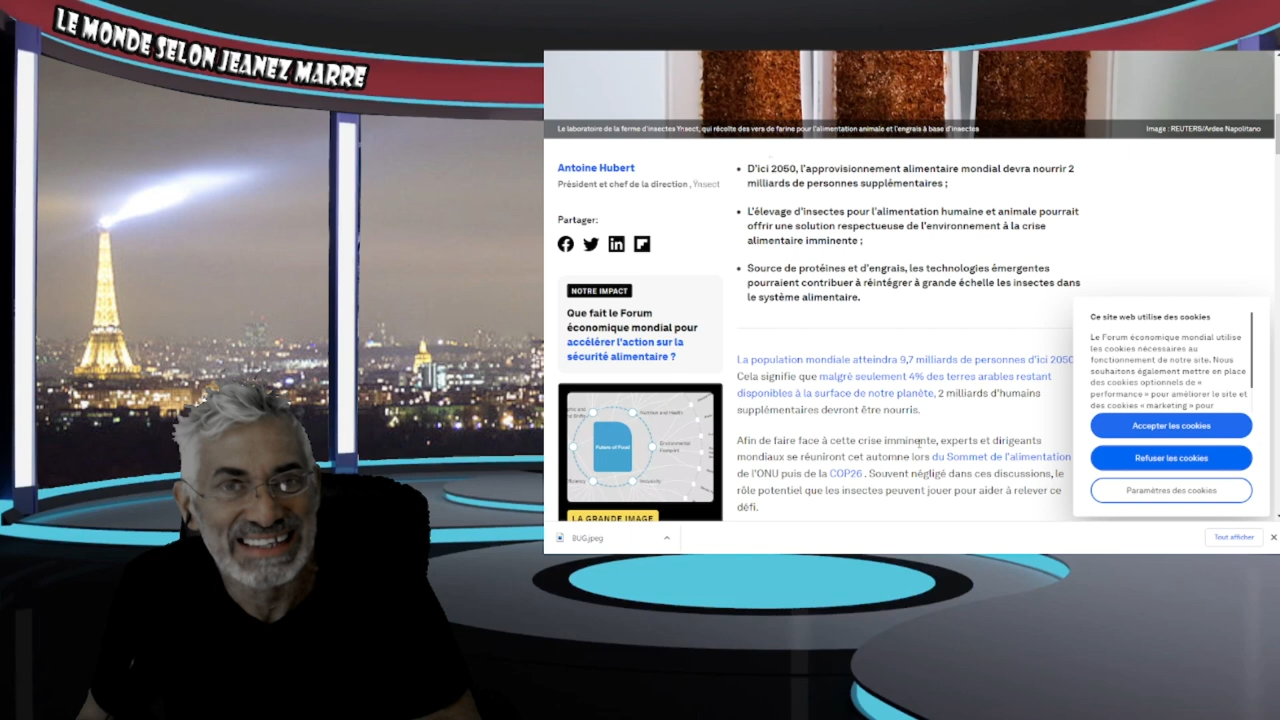 LE MONDE SELON JEANEZ MARRE
Le laboratoire de la ferme d'insectes Ynsect, qui récolte des vers de farine pour l'alimentation animale et l'engrais à base d'insectes
Image : REUTERS/Ardee Napolitano
Antoine Hubert
Président et chef de la direction , Ÿnsect
Partager:
NOTRE IMPACT
Que fait le Forum
économique mondial pour
accélérer l'action sur la
sécurité alimentaire ?
Nutrition and Health
Environmental
Footprint
Inclusivity
Future of Food
LA GRANDE IMAGE
• D'ici 2050, l'approvisionnement alimentaire mondial devra nourrir 2
milliards de personnes supplémentaires ;
• L'élevage d'insectes pour l'alimentation humaine et animale pourrait
offrir une solution respectueuse de l'environnement à la crise
alimentaire imminente ;
• Source de protéines et d'engrais, les technologies émergentes
pourraient contribuer à réintégrer à grande échelle les insectes dans
le système alimentaire.
La population mondiale atteindra 9,7 milliards de personnes d'ici 2050
Cela signifie que malgré seulement 4% des terres arables restant
disponibles à la surface de notre planète, 2 milliards d'humains
supplémentaires devront être nourris.
Afin de faire face à cette crise imminente, experts et dirigeants
mondiaux se réuniront cet automne lors du Sommet de l'alimentation
de l'ONU puis de la COP26 . Souvent négligé dans ces discussions, le
rôle potentiel que les insectes peuvent jouer pour aider à relever ce
défi.
Ce site web utilise des cookies
Le Forum économique mondial utilise
les cookies nécessaires au
fonctionnement de notre site. Nous
souhaitons également mettre en place
des cookies optionnels de «
performance » pour améliorer le site et
des cookies « marketing » pour
Accepter les cookies
Refuser les cookies
Paramètres des cookies
BUG.jpeg
Tout afficher